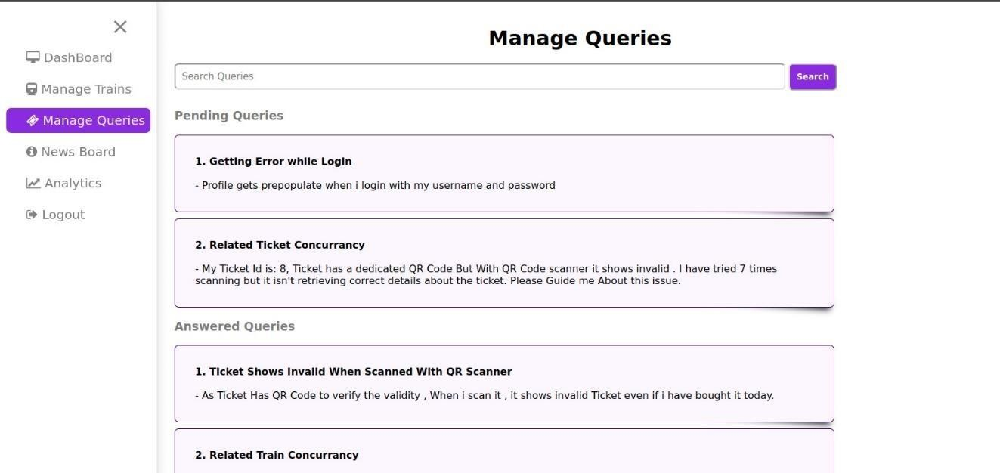 DashBoard
Manage Trains
Manage Queries
News Board
Analytics
Logout
Manage Queries
Search Queries
Search
Pending Queries
1. Getting Error while Login
- Profile gets prepopulate when i login with my username and password
2. Related Ticket Concurrancy
- My Ticket Id is: 8, Ticket has a dedicated QR Code But With QR Code scanner it shows invalid . I have tried 7 times
scanning but it isn't retrieving correct details about the ticket. Please Guide me About this issue.
Answered Queries
1. Ticket Shows Invalid When Scanned With QR Scanner
- As Ticket Has QR Code to verify the validity , When i scan it , it shows invalid Ticket even if i have bought it today.
2. Related Train Concurrancy